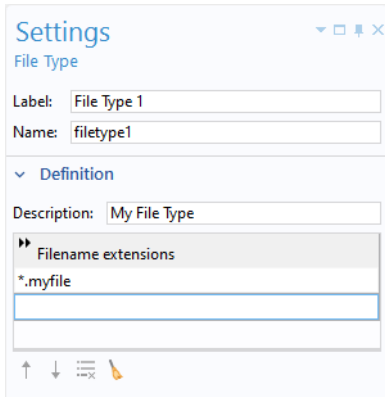 Settings
File Type
Label: File Type 1
Name: filetype1
Definition
Description: My File Type
Filename extensions
*.myfile